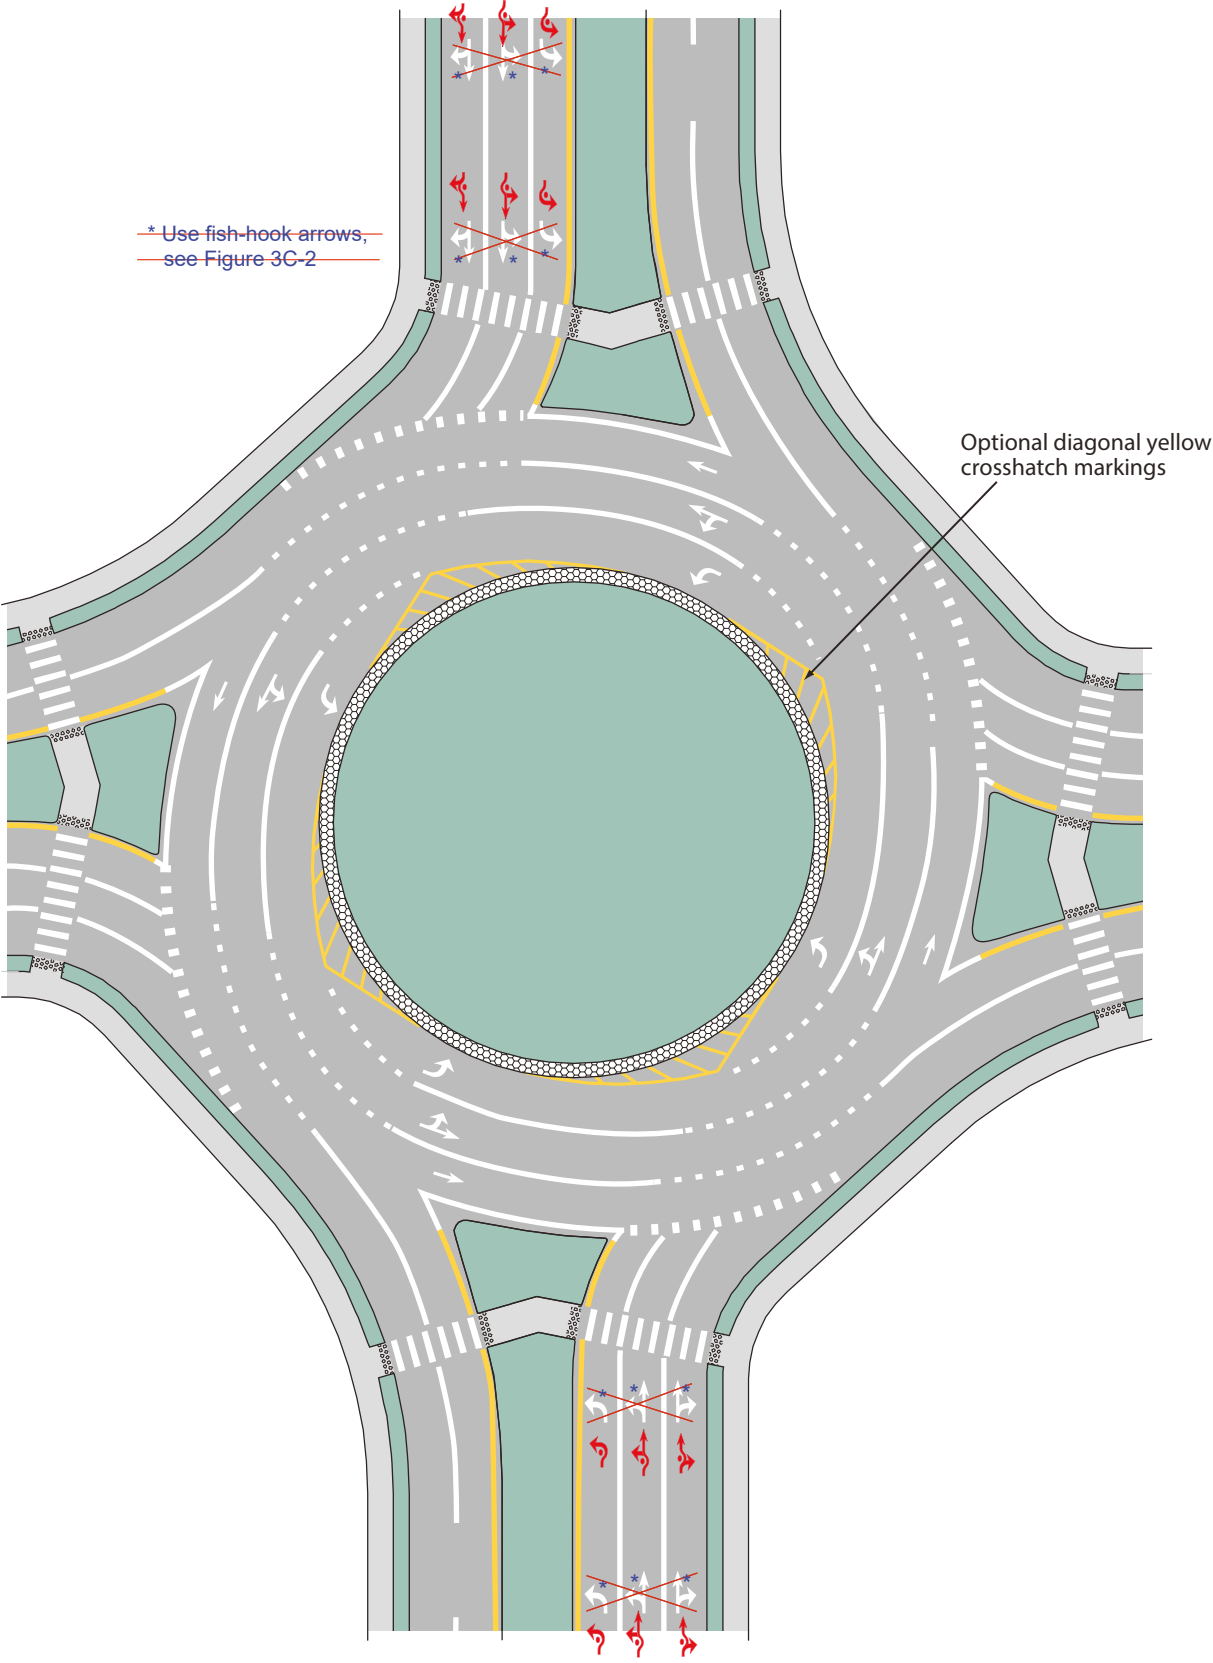 * Use fish-hook arrows,
see Figure 3C-2
Optional diagonal yellow
crosshatch markings